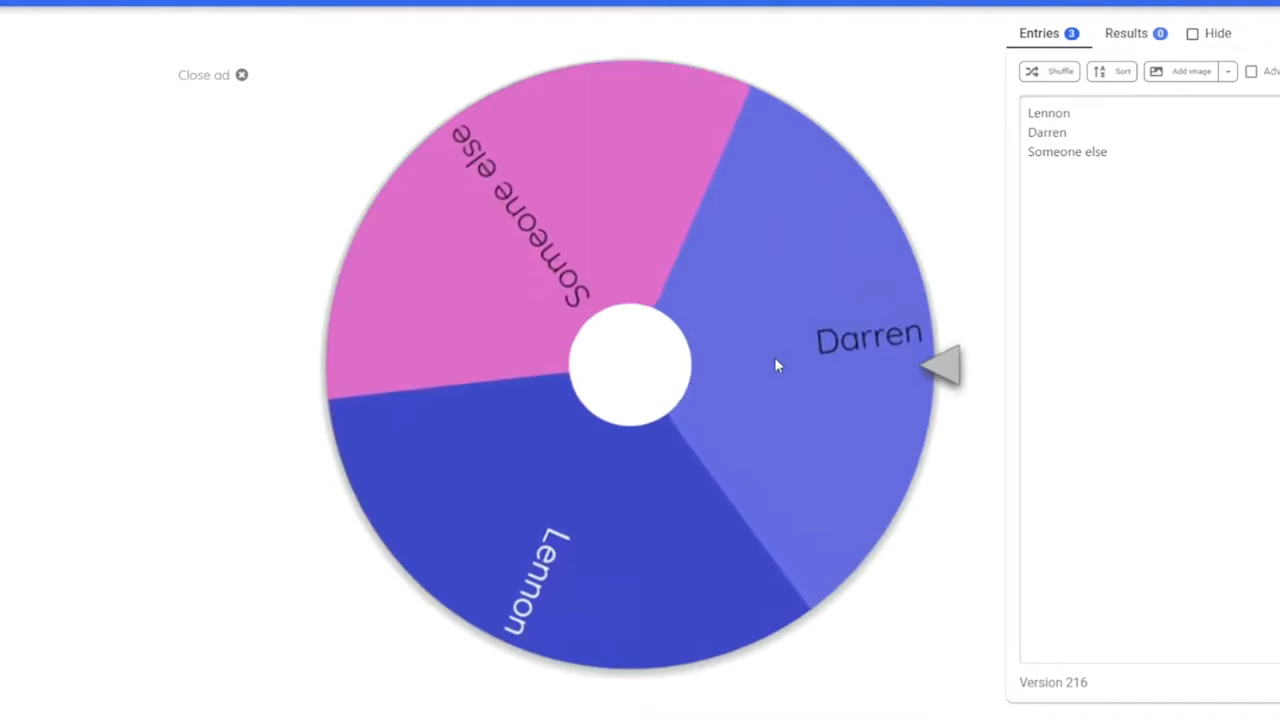 Close ad
Entries 3 Results 0 Hide
Shuffle Sort Add image
Lennon
Darren
Someone else
Someone else
Darren
Lennon
Version 216